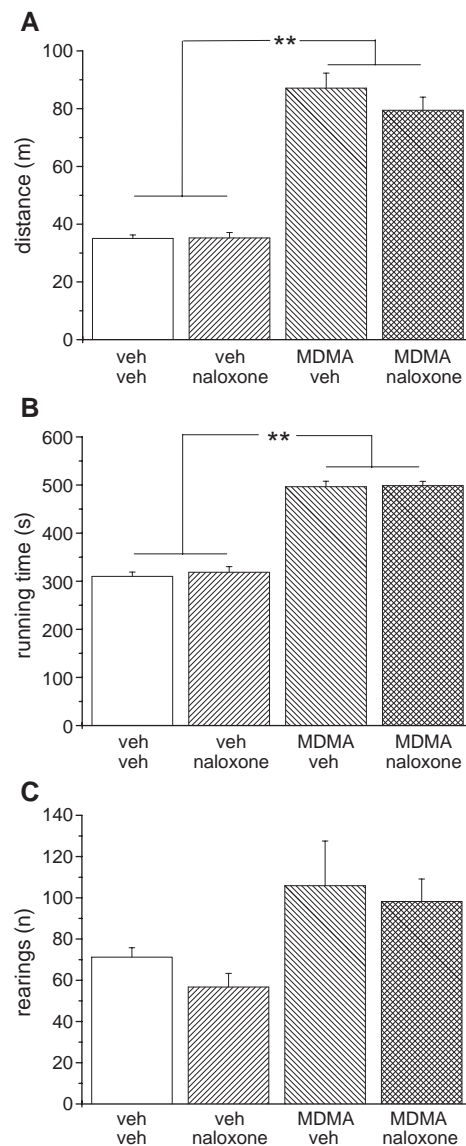 A
**
distance (m)
100
80
60
40
20
0
veh veh MDMA MDMA
veh naloxone veh naloxone
B
**
running time (s)
600
500
400
300
200
100
0
veh veh MDMA MDMA
veh naloxone veh naloxone
C
rearings (n)
140
120
100
80
60
40
20
0
veh veh MDMA MDMA
veh naloxone veh naloxone